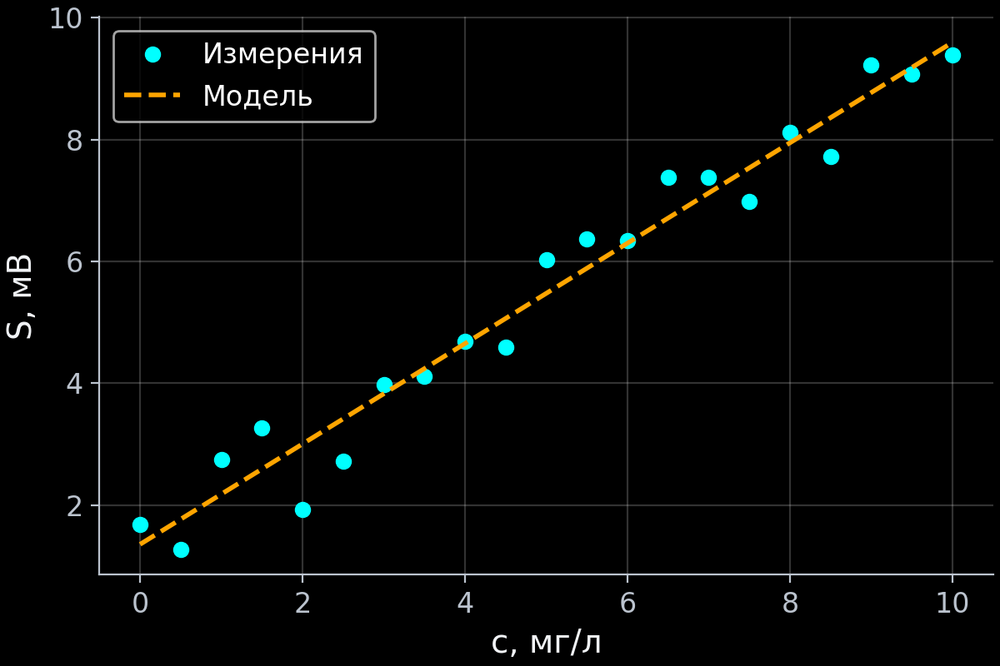 10
8
6
4
2
S, мВ
Измерения
Модель
0 2 4 6 8 10
c, мг/л